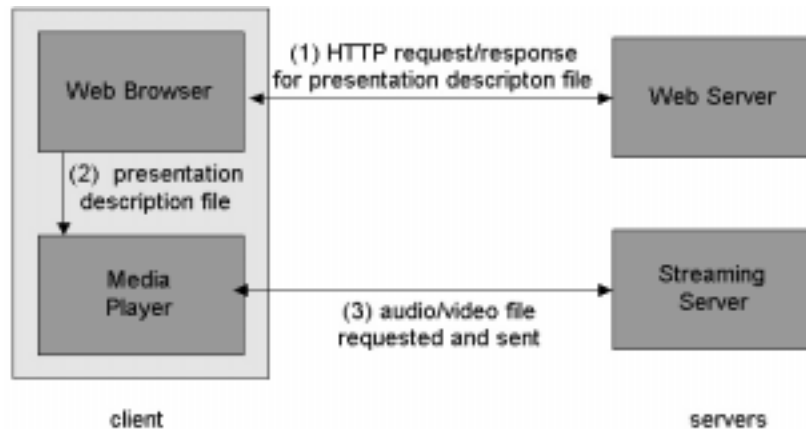 (1) HTTP request/response
for presentation descripton file
Web Browser
Web Server
(2) presentation
description file
Media
Player
Streaming
Server
(3) audio/video file
requested and sent
client
servers